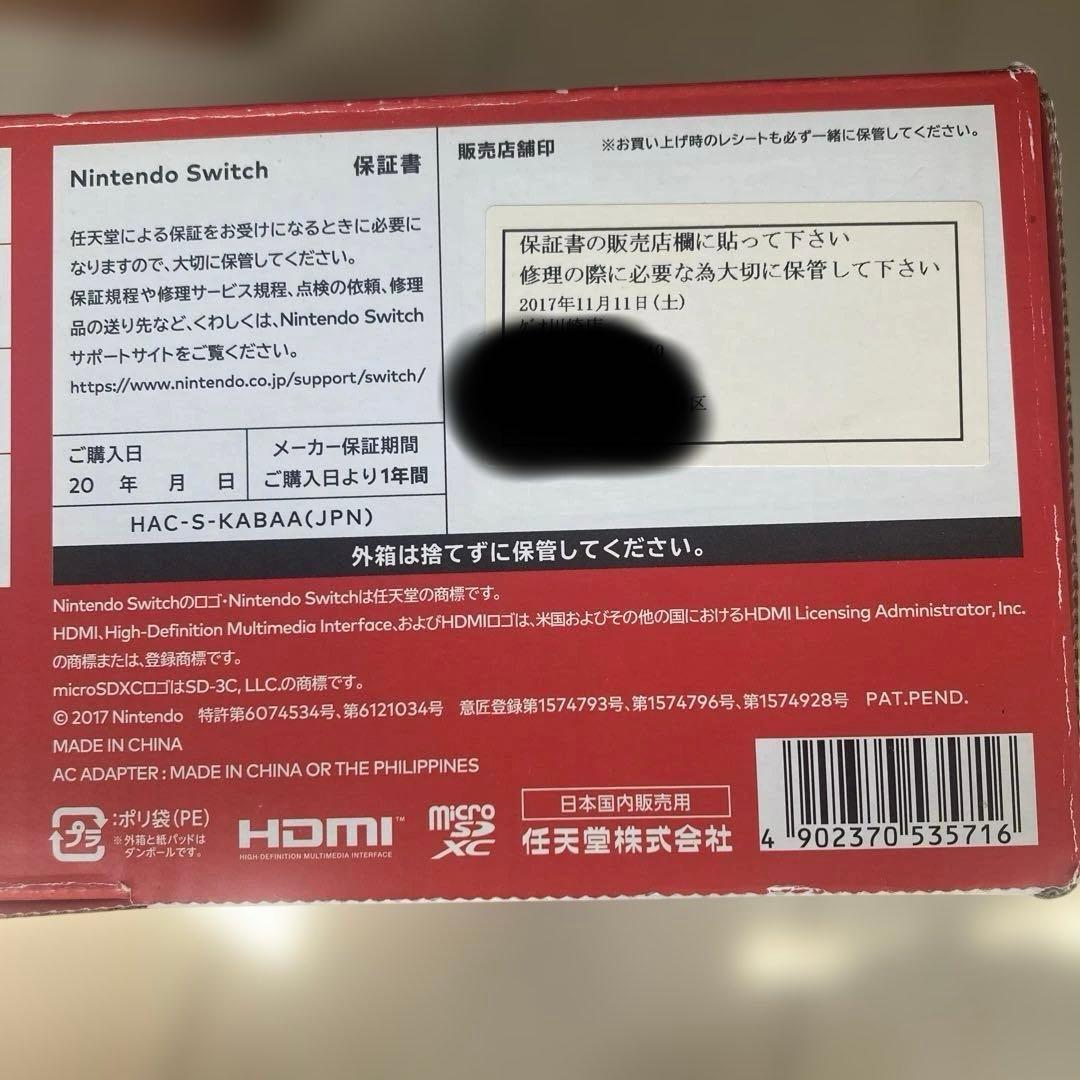 Nintendo Switch 保証書
任天堂による保証をお受けになるときに必要に
なりますので、大切に保管してください。
保証規程や修理サービス規程、点検の依頼、修理
品の送り先など、くわしくは、Nintendo Switch
サポートサイトをご覧ください。
https://www.nintendo.co.jp/support/switch/
ご購入日
20 年 月 日
メーカー保証期間
ご購入日より1年間
HAC-S-KABAA(JPN)
販売店舗印 ※お買い上げ時のレシートも必ず一緒に保管してください。
保証書の販売店欄に貼って下さい
修理の際に必要な為大切に保管して下さい
2017年11月11日(土)
区
外箱は捨てずに保管してください。
Nintendo Switchのロゴ・Nintendo Switchは任天堂の商標です。
HDMI、High-Definition Multimedia Interface、およびHDMIロゴは、米国およびその他の国におけるHDMI Licensing Administrator, Inc.
の商標または、登録商標です。
microSDXCロゴはSD-3C, LLC.の商標です。
© 2017 Nintendo 特許第6074534号、第6121034号 意匠登録第1574793号、第1574796号、第1574928号 PAT.PEND.
MADE IN CHINA
AC ADAPTER : MADE IN CHINA OR THE PHILIPPINES
プラ
:ポリ袋(PE)
※外箱と紙パッドは
ダンボールです。
HDMI™
HIGH-DEFINITION MULTIMEDIA INTERFACE
micro
SD
XC
日本国内販売用
任天堂株式会社
4 902370 535716